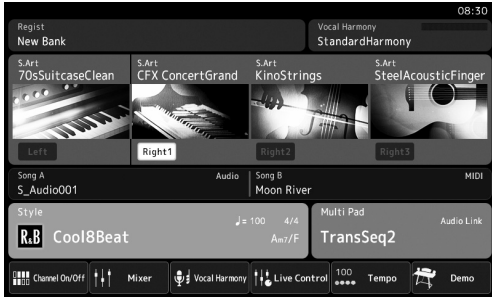 08:30
Regist
New Bank
Vocal Harmony
StandardHarmony
S.Art
70sSuitcaseClean
S.Art
CFX ConcertGrand
S.Art
KinoStrings
S.Art
SteelAcousticFinger
Left
Right1
Right2
Right3
Song A
Audio
S_Audio001
Song B
MIDI
Moon River
Style
♩= 100 4/4
R&B
Cool8Beat
Am7/F
Multi Pad
Audio Link
TransSeq2
Channel On/Off
Mixer
Vocal Harmony
Live Control
100
Tempo
Demo